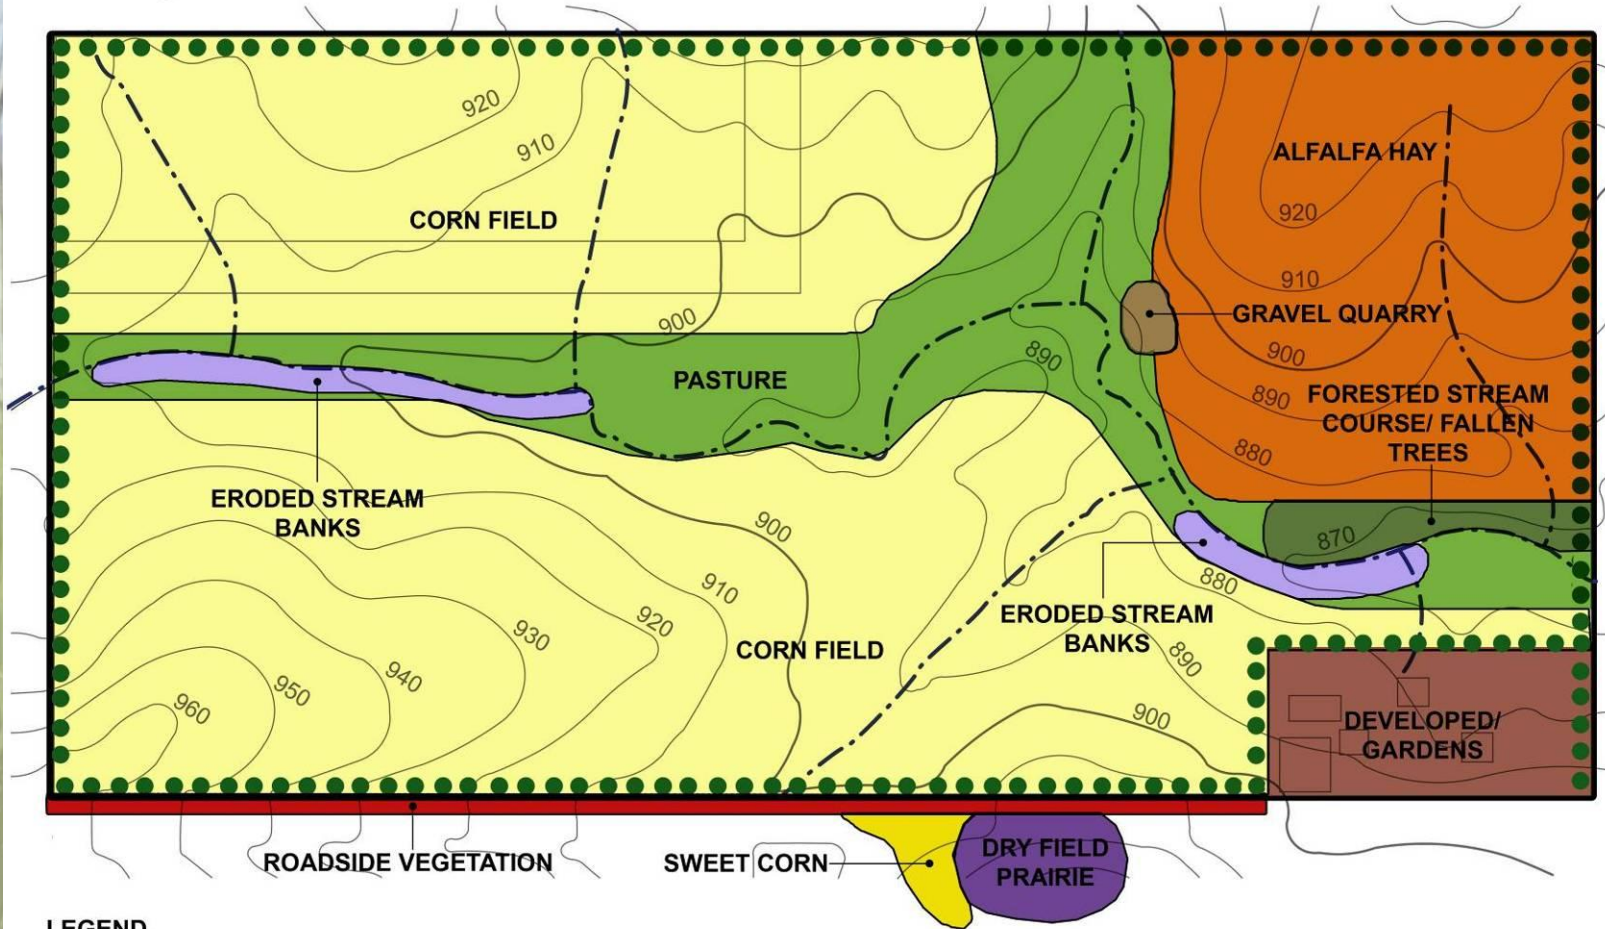 920
910
ALFALFA HAY
CORN FIELD
920
910
900
GRAVEL QUARRY
890
900
PASTURE
890
FORESTED STREAM
COURSE/ FALLEN
TREES
880
ERODED STREAM
BANKS
900
870
880
910
920
930
ERODED STREAM
BANKS
CORN FIELD
890
940
950
960
900
DEVELOPED/
GARDENS
ROADSIDE VEGETATION
SWEET CORN
DRY FIELD
PRAIRIE
LEGEND